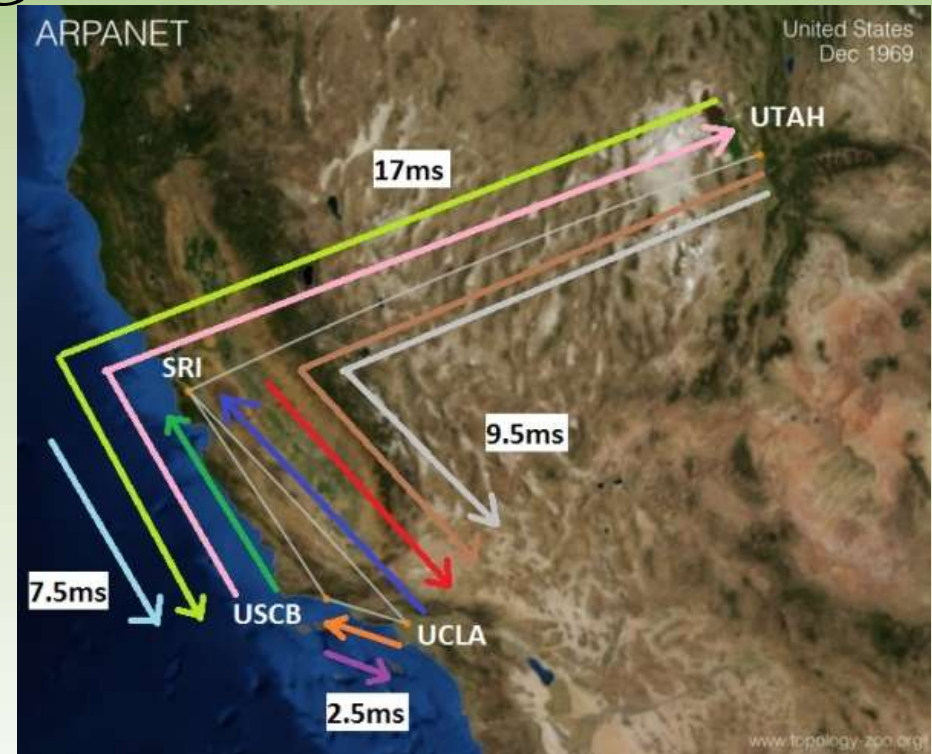 ARPANET
United States
Dec 1969
UTAH
17ms
SRI
9.5ms
7.5ms
USCB
UCLA
2.5ms
www.topology-zoo.org